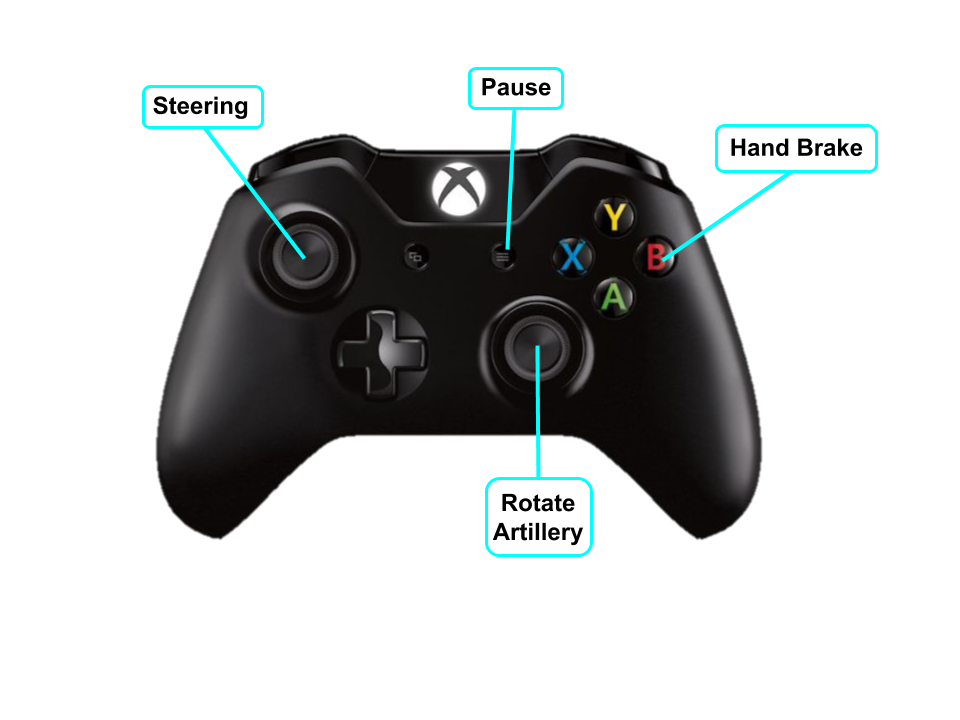 Steering
Pause
Hand Brake
Y
X
B
A
Rotate
Artillery